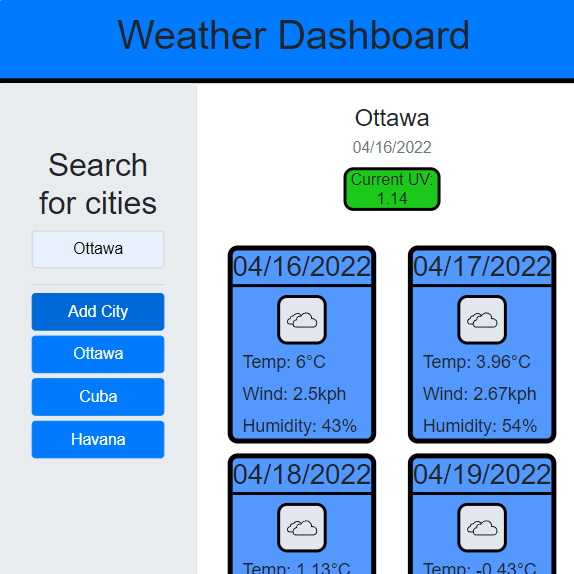 Weather Dashboard
Search
for cities
Ottawa
Add City
Ottawa
Cuba
Havana
Ottawa
04/16/2022
Current UV:
1.14
04/16/2022
Temp: 6°C
Wind: 2.5kph
Humidity: 43%
04/17/2022
Temp: 3.96°C
Wind: 2.67kph
Humidity: 54%
04/18/2022
Temp: 1.13°C
04/19/2022
Temp: -0.43°C